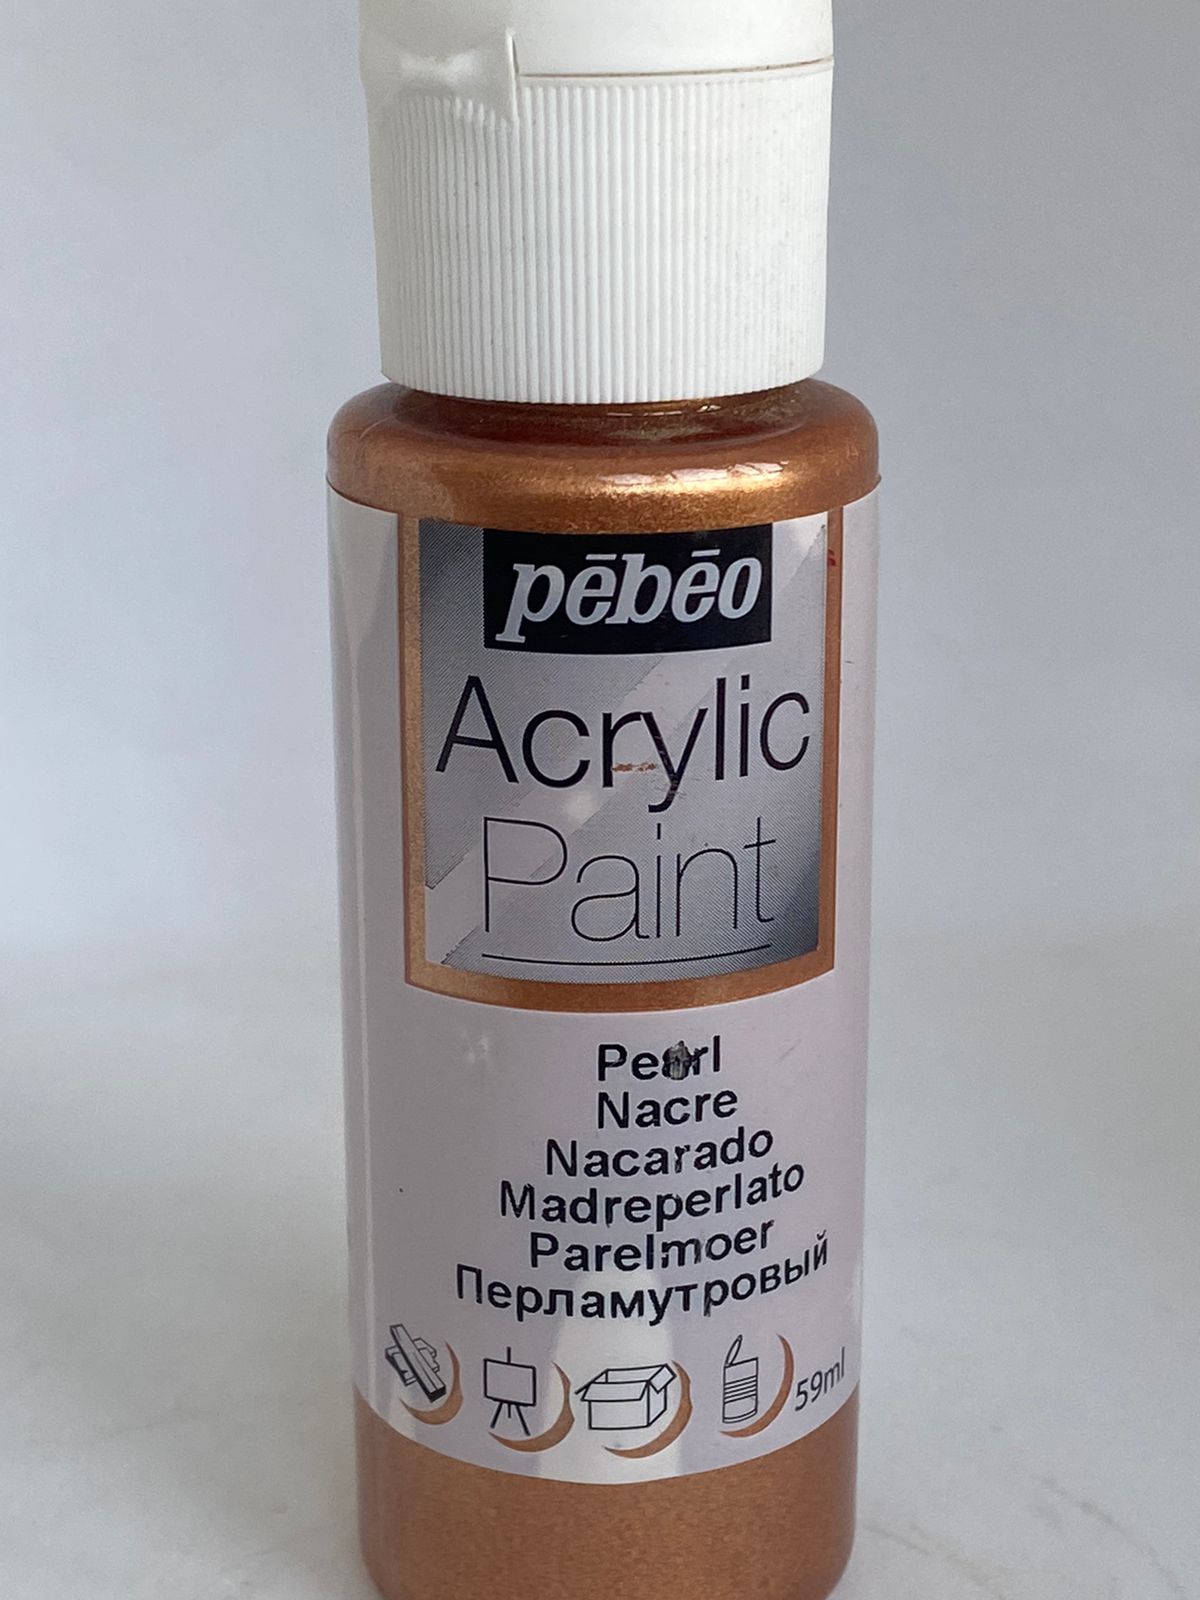 pēbēo
Acrylic
Paint
Pearl
Nacre
Nacarado
Madreperlato
Parelmoer
Перламутровый
59ml